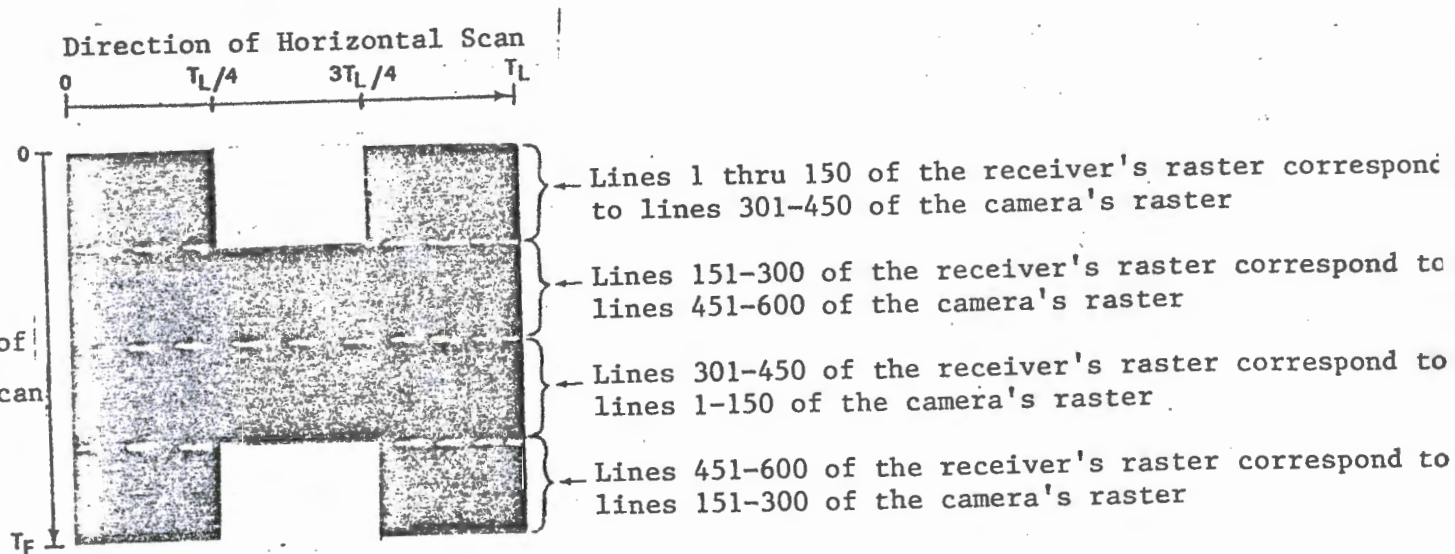 Direction of Horizontal Scan
0 T_L/4 3T_L/4 T_L
0
Lines 1 thru 150 of the receiver's raster correspond
to lines 301-450 of the camera's raster
Lines 151-300 of the receiver's raster correspond to
lines 451-600 of the camera's raster
of
can
Lines 301-450 of the receiver's raster correspond to
lines 1-150 of the camera's raster
Lines 451-600 of the receiver's raster correspond to
lines 151-300 of the camera's raster
T_F